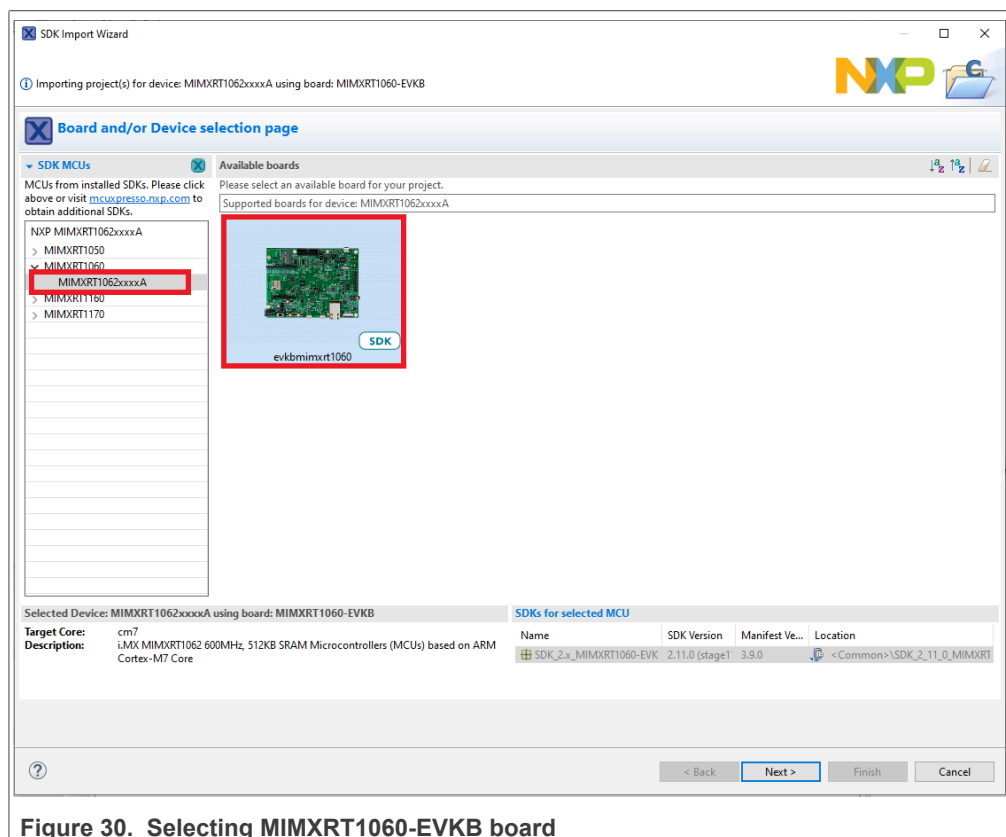 SDK Import Wizard
Importing project(s) for device: MIMXRT1062xxxxA using board: MIMXRT1060-EVKB
NXP
Board and/or Device selection page
SDK MCUs
MCUs from installed SDKs. Please click
above or visit mcuxpresso.nxp.com to
obtain additional SDKs.
NXP MIMXRT1062xxxxA
MIMXRT1050
MIMXRT1060
MIMXRT1062xxxxA
MIMXRT1160
MIMXRT1170
Available boards
Please select an available board for your project.
Supported boards for device: MIMXRT1062xxxxA
SDK
evkbmimxrt1060
Selected Device: MIMXRT1062xxxxA using board: MIMXRT1060-EVKB
Target Core: cm7
Description: i.MX MIMXRT1062 600MHz, 512KB SRAM Microcontrollers (MCUs) based on ARM
Cortex-M7 Core
SDKs for selected MCU
Name SDK Version Manifest Ve... Location
SDK_2.x_MIMXRT1060-EVK 2.11.0 (stage1 3.9.0 <Common>\SDK_2_11_0_MIMXRT
< Back Next > Finish Cancel
Figure 30. Selecting MIMXRT1060-EVKB board